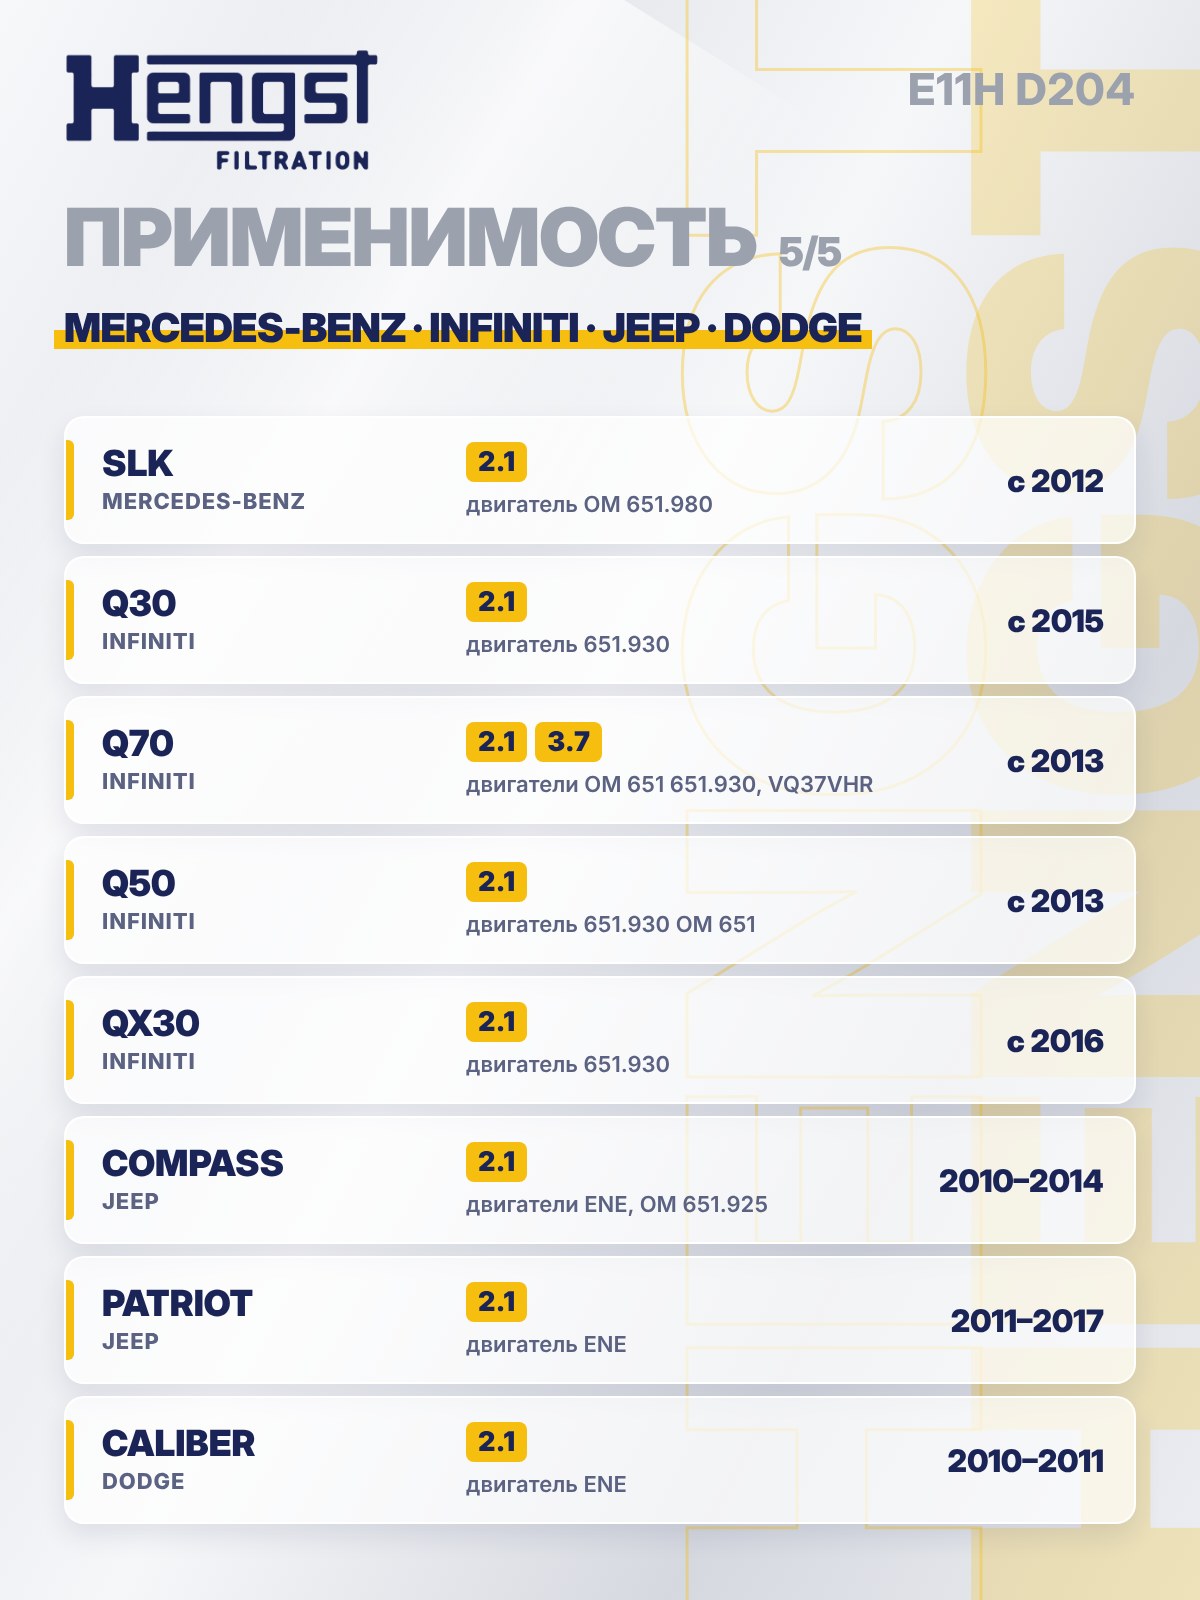 Hengst
FILTRATION
E11H D204
ПРИМЕНИМОСТЬ 5/5
MERCEDES-BENZ · INFINITI · JEEP · DODGE
SLK
MERCEDES-BENZ
2.1
двигатель OM 651.980
с 2012
Q30
INFINITI
2.1
двигатель 651.930
с 2015
Q70
INFINITI
2.1 3.7
двигатели OM 651 651.930, VQ37VHR
с 2013
Q50
INFINITI
2.1
двигатель 651.930 OM 651
с 2013
QX30
INFINITI
2.1
двигатель 651.930
с 2016
COMPASS
JEEP
2.1
двигатели ENE, OM 651.925
2010–2014
PATRIOT
JEEP
2.1
двигатель ENE
2011–2017
CALIBER
DODGE
2.1
двигатель ENE
2010–2011
HENGST
HENGST